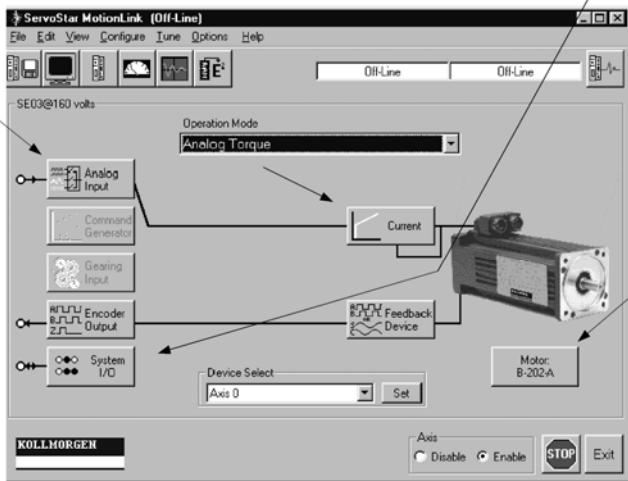 ServoStar MotionLink (Off-Line)
File Edit View Configure Tune Options Help
E²
Off-Line Off-Line
SE03@160 volts
Operation Mode
Analog Torque
Analog Input
Current
Command Generator
Gearing Input
A
B
Z
Encoder Output
A
B
OR
S
C
Feedback Device
System I/O
Motor:
B-202-A
Device Select
Axis 0 Set
KOLLMORGEN
Axis
Disable Enable STOP Exit